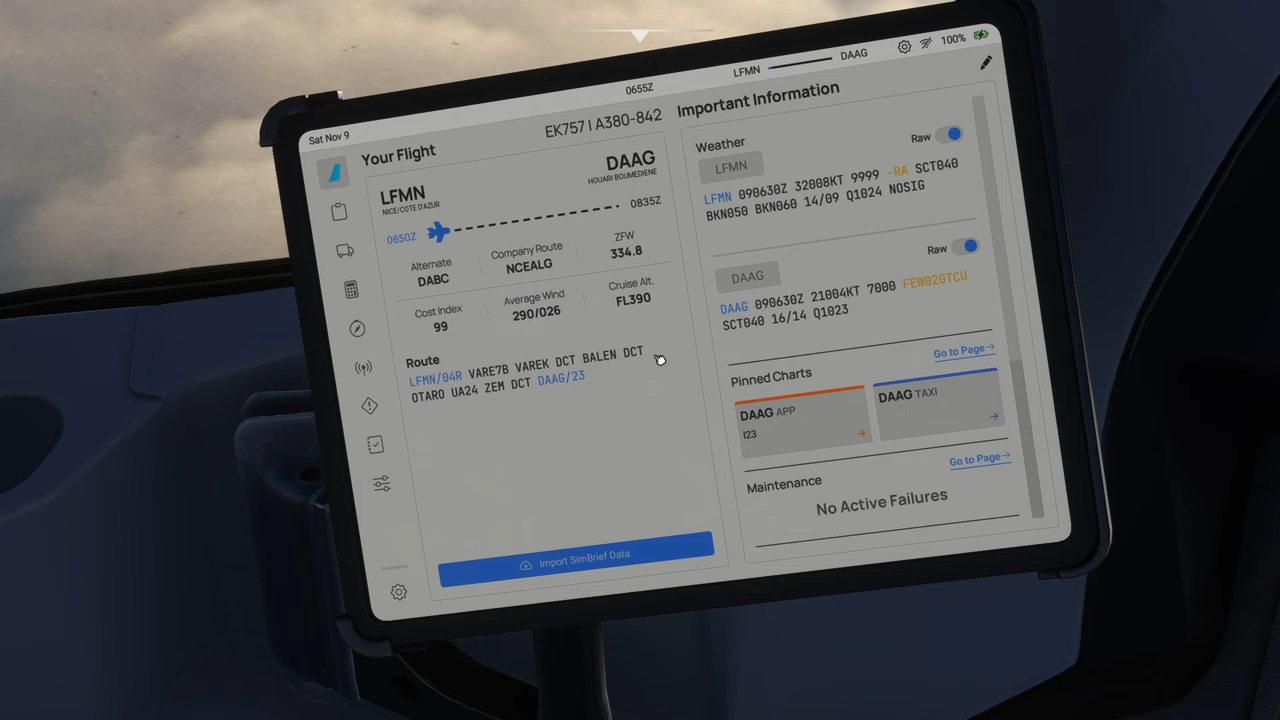 Sat Nov 9
0655Z
LFMN
DAAG
100%
Your Flight
EK757 | A380-842
LFMN
NICE/COTE D'AZUR
DAAG
HOUARI BOUMEDIENE
0650Z
0835Z
Alternate
DABC
Company Route
NCEALG
ZFW
334.8
Cost Index
99
Average Wind
290/026
Cruise Alt.
FL390
Route
LFMN/04R VARE7B VAREK DCT BALEN DCT
OTARO UA24 ZEM DCT DAAG/23
Import SimBrief Data
Important Information
Weather
Raw
LFMN
LFMN 090630Z 32008KT 9999 -RA SCT040
BKN050 BKN060 14/09 Q1024 NOSIG
Raw
DAAG
DAAG 090630Z 21004KT 7000 FEW020TCU
SCT040 16/14 Q1023
Pinned Charts
Go to Page
DAAG APP
I23
DAAG TAXI
Maintenance
Go to Page
No Active Failures